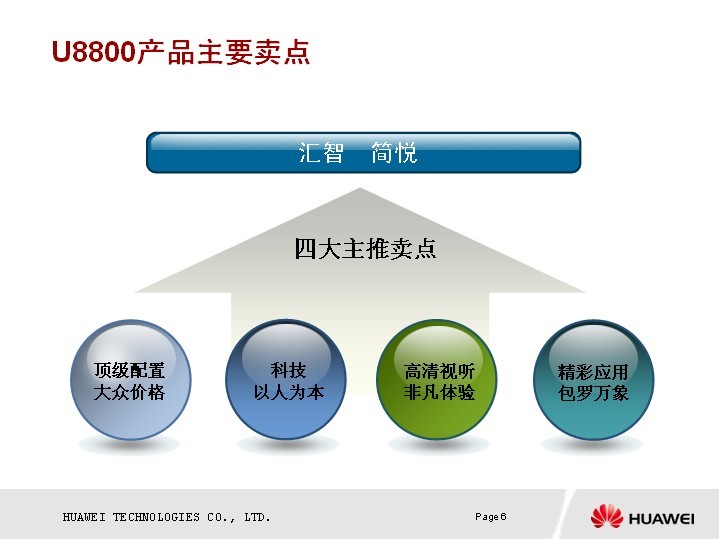 U8800产品主要卖点
汇智 简悦
四大主推卖点
顶级配置
大众价格
科技
以人为本
高清视听
非凡体验
精彩应用
包罗万象
HUAWEI TECHNOLOGIES CO., LTD.
Page 6
HUAWEI